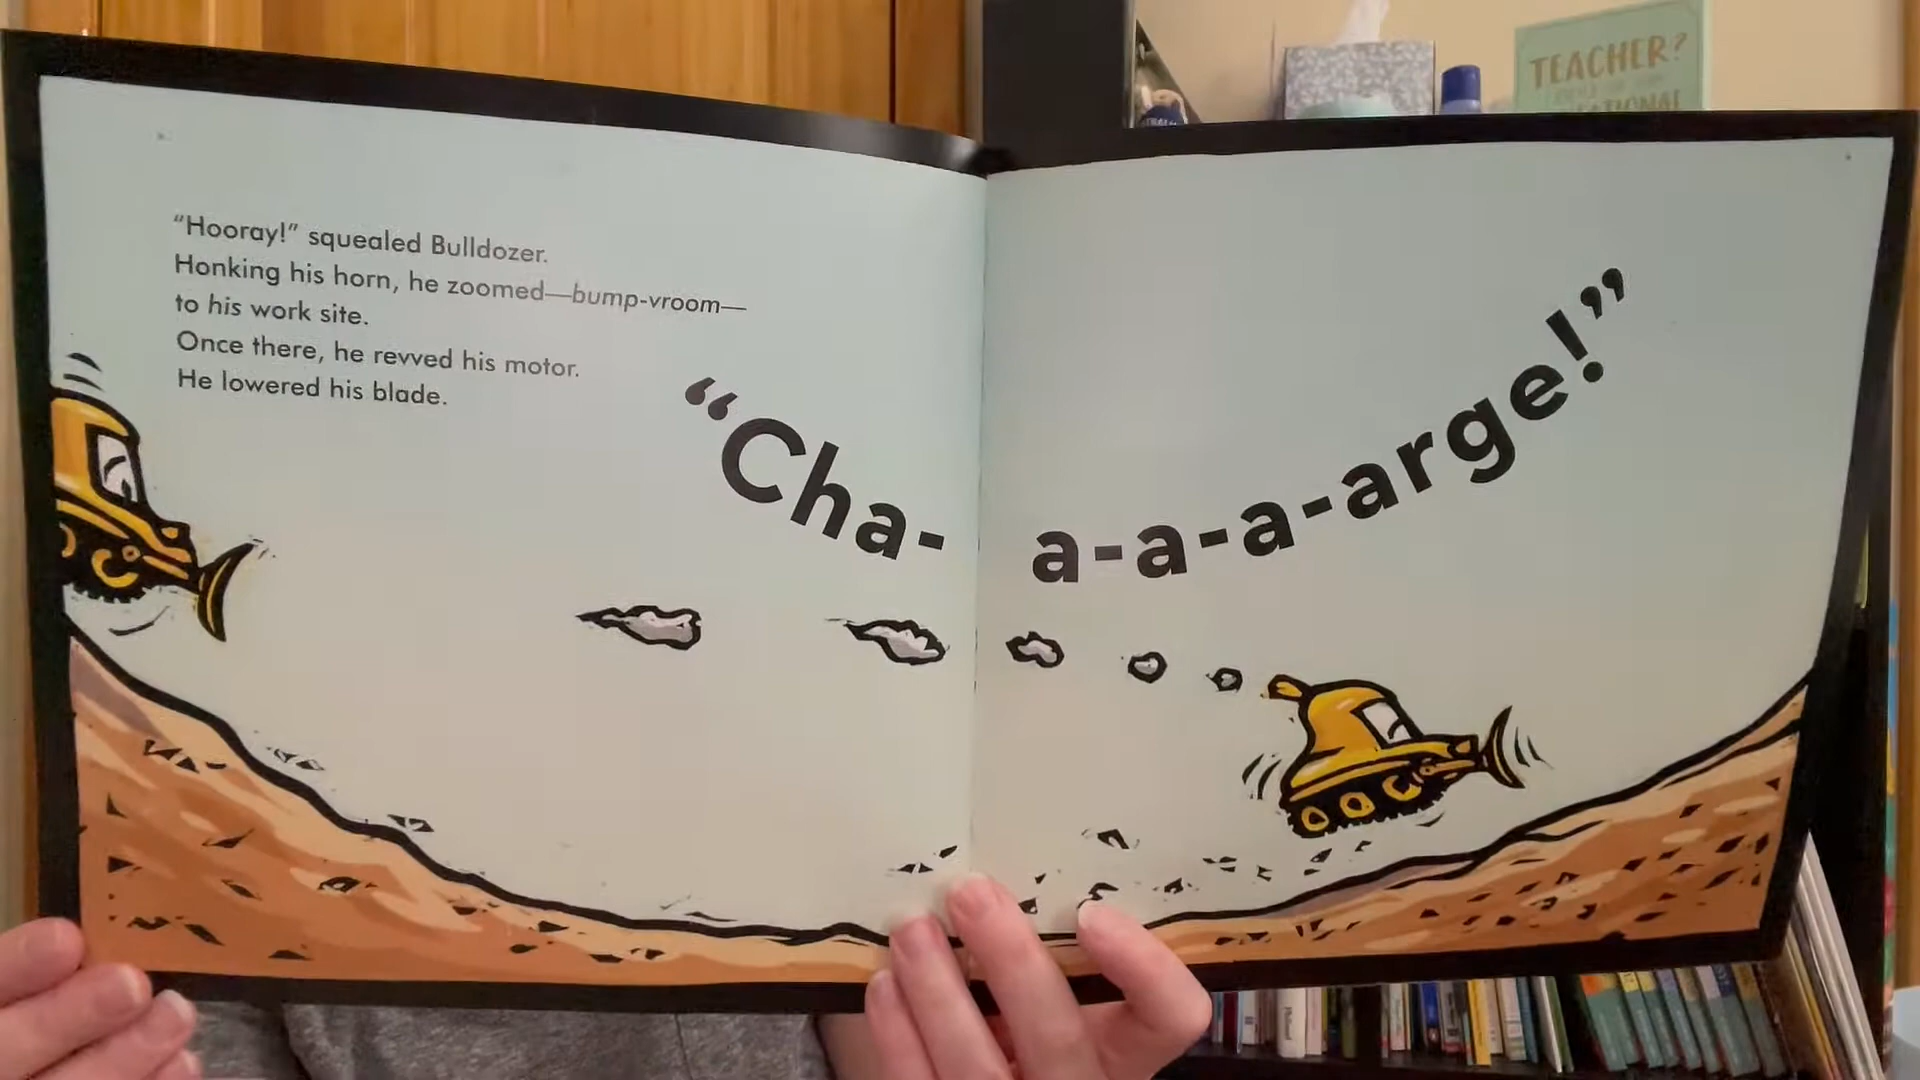 “Hooray!” squealed Bulldozer.
Honking his horn, he zoomed—bump-vroom—
to his work site.
Once there, he revved his motor.
He lowered his blade.
“Cha-a-a-a-arge!”
TEACHER?